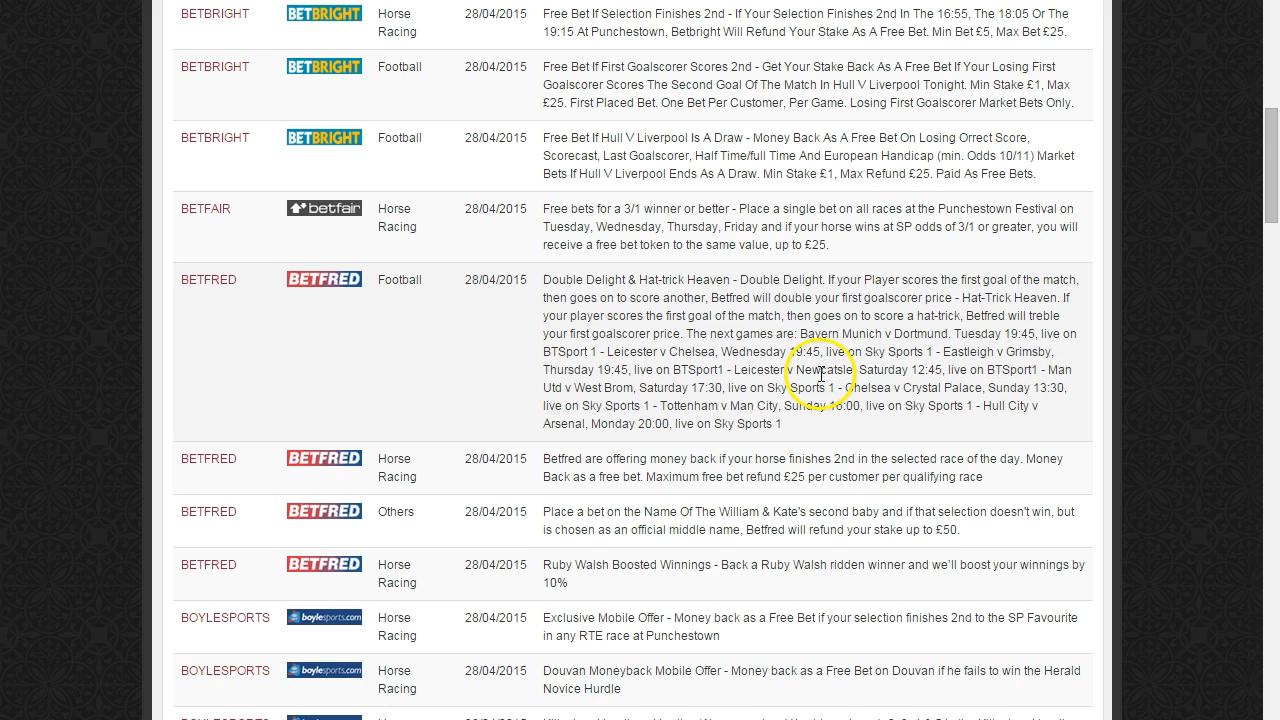 BETBRIGHT BETBRIGHT Horse 28/04/2015 Free Bet If Selection Finishes 2nd - If Your Selection Finishes 2nd In The 16:55, The 18:05 Or The
Racing 19:15 At Punchestown, Betbright Will Refund Your Stake As A Free Bet. Min Bet £5, Max Bet £25.
BETBRIGHT BETBRIGHT Football 28/04/2015 Free Bet If First Goalscorer Scores 2nd - Your Stake Back As A Free Bet If Your Losing First
Goalscorer Scores The Second Goal Of The Match In Hull V Liverpool Tonight. Min Stake £1, Max
£25. First Placed Bet. One Bet Per Customer, Per Game. Losing First Goalscorer Market Bets Only.
BETBRIGHT BETBRIGHT Football 28/04/2015 Free Bet If Hull V Liverpool Is A Draw - Money Back As A Free Bet On Losing Orrect Score,
Scorecast, Last Goalscorer, Half Time/full Time And European Handicap (min. Odds 10/11) Market
Bets If Hull V Liverpool Ends As A Draw. Min Stake £1, Max Refund £25. Paid As Free Bets.
BETFAIR betfair Horse 28/04/2015 Free bets for a 3/1 winner or better - Place a single bet on all races at the Punchestown Festival on
Racing Tuesday, Wednesday, Thursday, Friday and if your horse wins at SP odds of 3/1 or greater, you will
receive a free bet token to the same value, up to £25.
BETFRED BETFRED Football 28/04/2015 Double Delight & Hat-trick Heaven - Double Delight. If your Player scores the first goal of the match,
then goes on to score another, Betfred will double your first goalscorer price - Hat-Trick Heaven. If
your player scores the first goal of the match, then goes on to score a hat-trick, Betfred will treble
your first goalscorer price. The next games are: Bayern Munich v Dortmund. Tuesday 19:45, live on
BTSport 1 - Leicester v Chelsea, Wednesday 19:45, live on Sky Sports 1 - Eastleigh v Grimsby,
Thursday 19:45, live on BTSport1 - Leicester v Newcatsle, Saturday 12:45, live on BTSport1 - Man
Utd v West Brom, Saturday 17:30, live on Sky Sports 1 - Chelsea v Crystal Palace, Sunday 13:30,
live on Sky Sports 1 - Tottenham v Man City, Sunday 16:00, live on Sky Sports 1 - Hull City v
Arsenal, Monday 20:00, live on Sky Sports 1
BETFRED BETFRED Horse 28/04/2015 Betfred are offering money back if your horse finishes 2nd in the selected race of the day. Money
Racing Back as a free bet. Maximum free bet refund £25 per customer per qualifying race
BETFRED BETFRED Others 28/04/2015 Place a bet on the Name Of The William & Kate's second baby and if that selection doesn't win, but
is chosen as an official middle name, Betfred will refund your stake up to £50.
BETFRED BETFRED Horse 28/04/2015 Ruby Walsh Boosted Winnings - Back a Ruby Walsh ridden winner and we'll boost your winnings by
Racing 10%
BOYLESPORTS boylesports.com Horse 28/04/2015 Exclusive Mobile Offer - Money back as a Free Bet if your selection finishes 2nd to the SP Favourite
Racing in any RTE race at Punchestown
BOYLESPORTS boylesports.com Horse 28/04/2015 Douvan Moneyback Mobile Offer - Money back as a Free Bet on Douvan if he fails to win the Herald
Racing Novice Hurdle